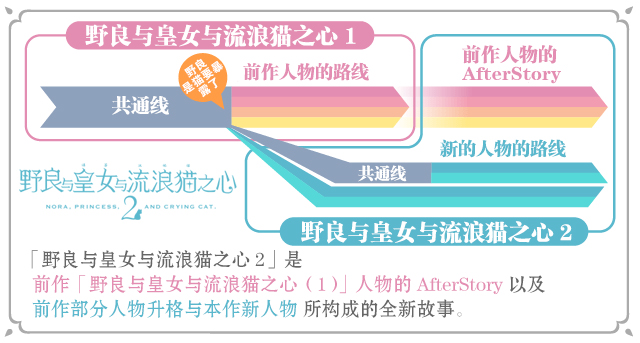 野良与皇女与流浪猫之心 1
前作人物的
AfterStory
野良
是猫要暴
露了
前作人物的路线
共通线
新的人物的路线
共通线
野良与皇女与流浪猫之心
2
NORA, PRINCESS, AND CRYING CAT.
野良与皇女与流浪猫之心 2
「野良与皇女与流浪猫之心 2」是
前作「野良与皇女与流浪猫之心（1）」人物的 AfterStory 以及
前作部分人物升格与本作新人物 所构成的全新故事。